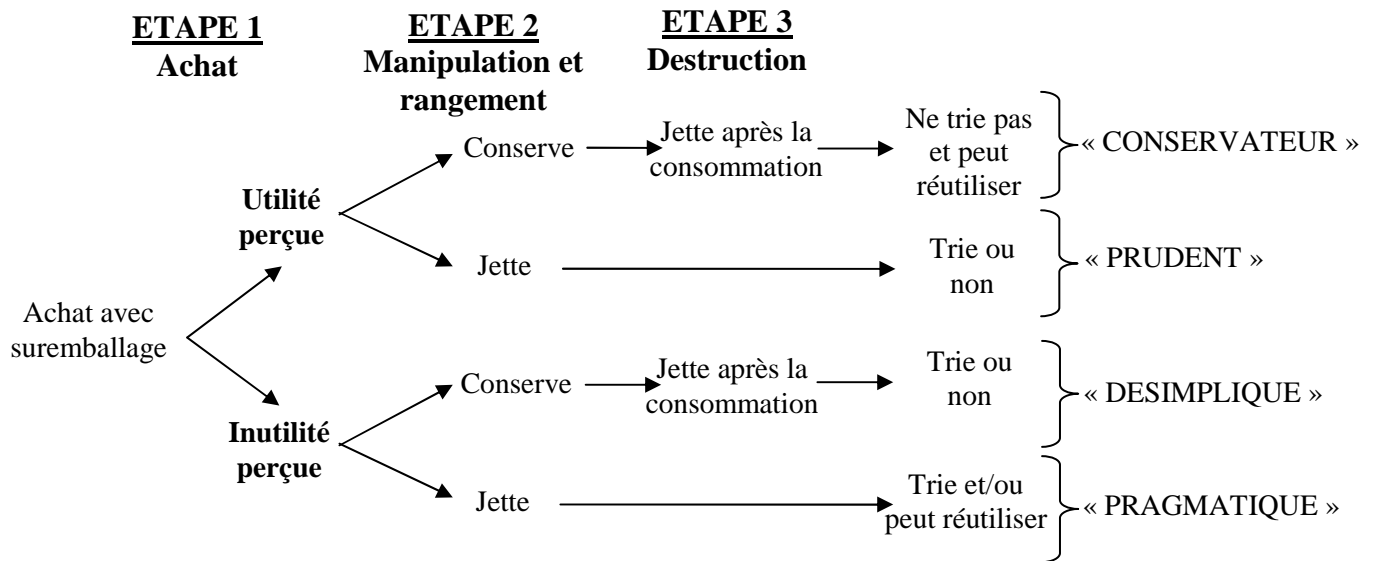 ETAPE 1
Achat
ETAPE 2
Manipulation et
rangement
ETAPE 3
Destruction
Achat avec
suremballage
Utilité
perçue
Conserve
Jette après la
consommation
Ne trie pas
et peut
réutiliser
« CONSERVATEUR »
Jette
Trie ou
non
« PRUDENT »
Inutilité
perçue
Conserve
Jette après la
consommation
Trie ou
non
« DESIMPLIQUE »
Jette
Trie et/ou
peut réutiliser
« PRAGMATIQUE »